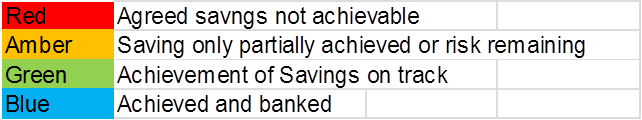 Red Agreed savngs not achievable
Amber Saving only partially achieved or risk remaining
Green Achievement of Savings on track
Blue Achieved and banked